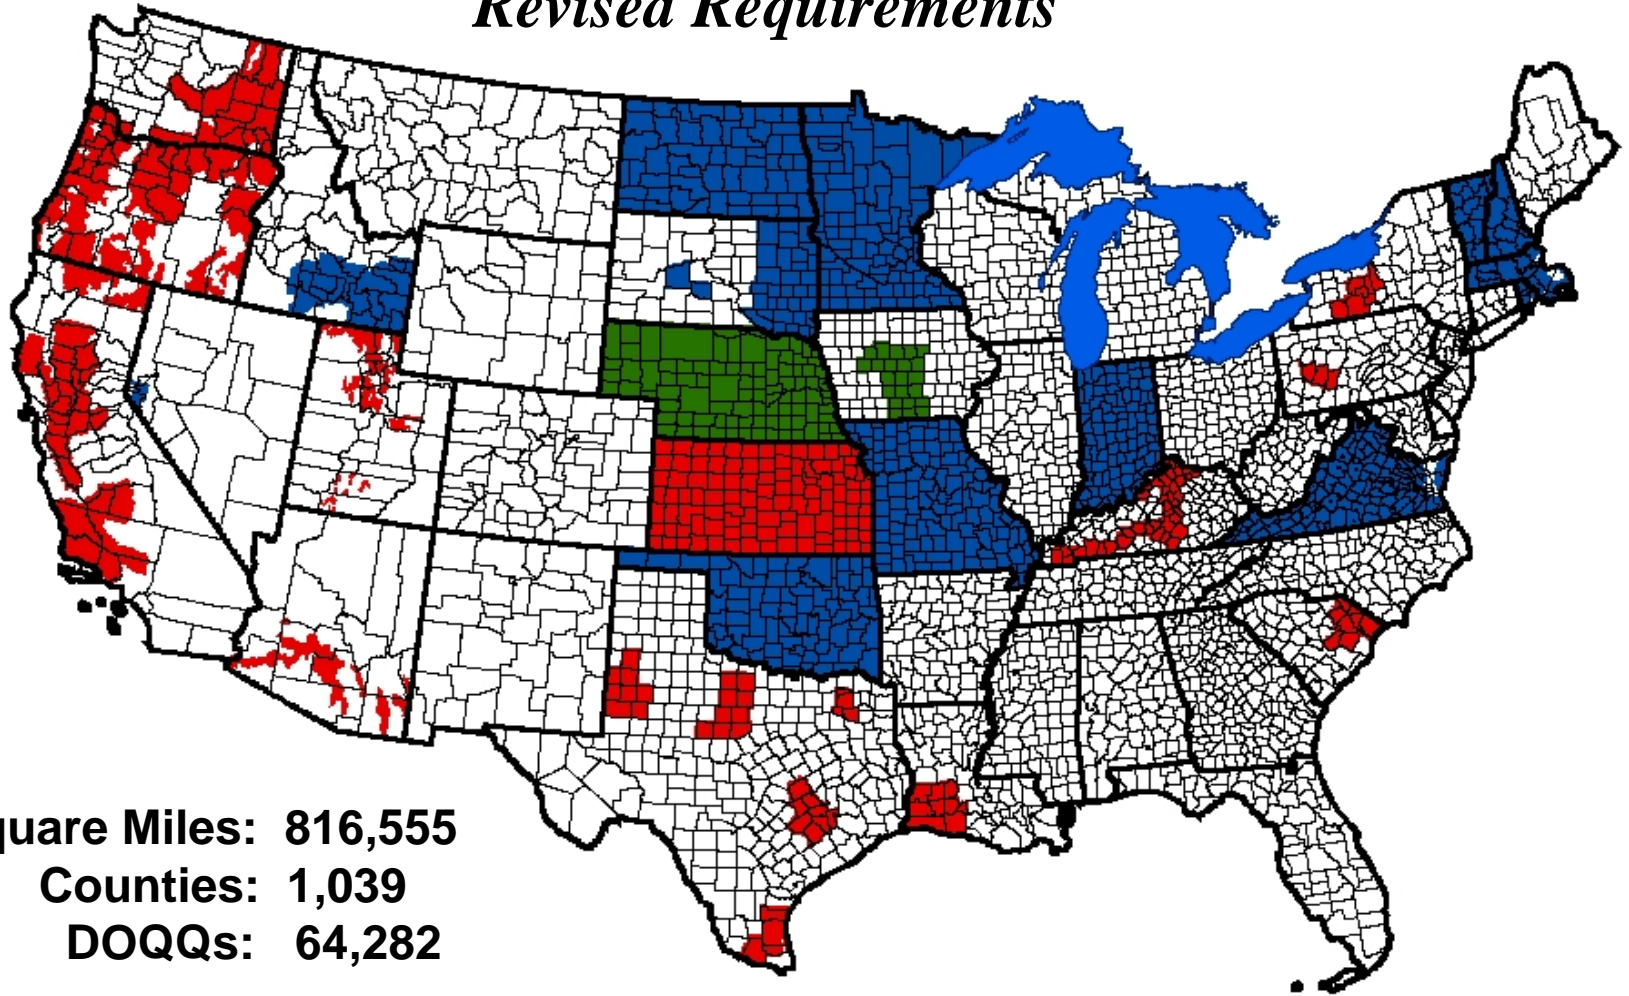 Revised Requirements
quare Miles: 816,555
Counties: 1,039
DOQQs: 64,282